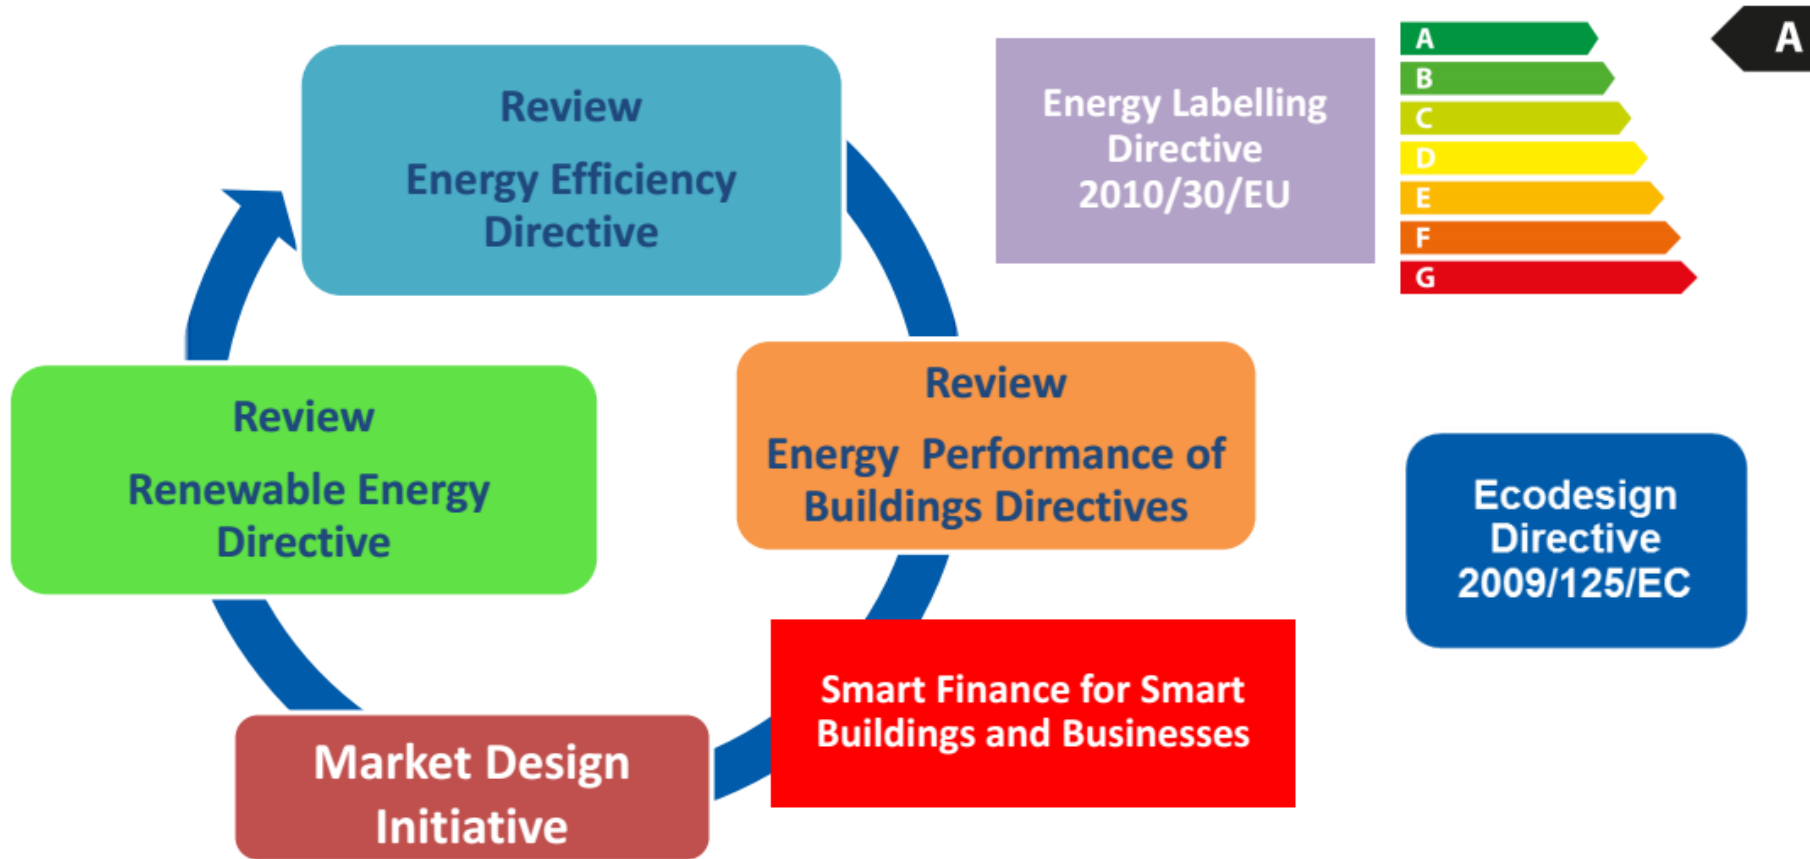 Review
Energy Efficiency
Directive
Energy Labelling
Directive
2010/30/EU
A
B
C
D
E
F
G
A
Review
Renewable Energy
Directive
Review
Energy  Performance of
Buildings Directives
Ecodesign
Directive
2009/125/EC
Smart Finance for Smart
Buildings and Businesses
Market Design
Initiative